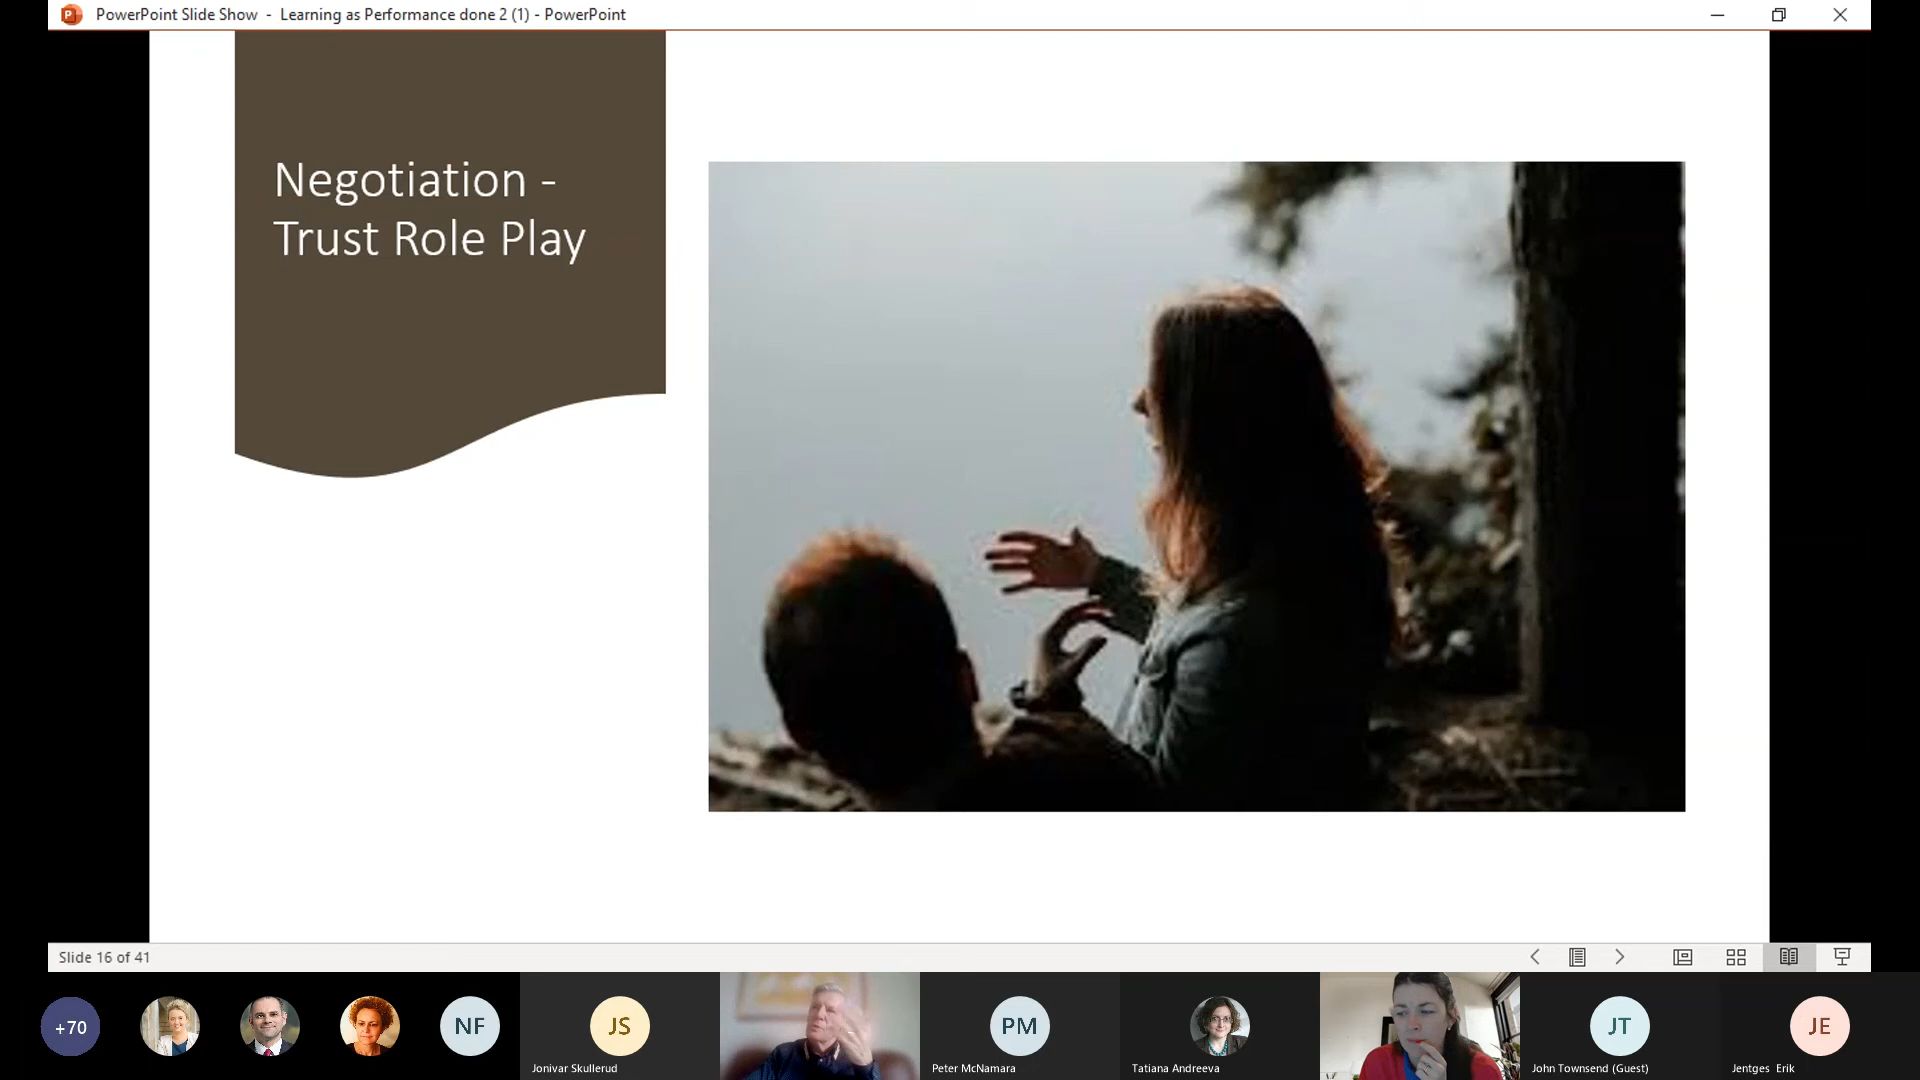 PowerPoint Slide Show - Learning as Performance done 2 (1) - PowerPoint
Negotiation -
Trust Role Play
Slide 16 of 41
+70
NF
JS
PM
JT
JE
Jonivar Skullerud
Peter McNamara
Tatiana Andreeva
John Townsend (Guest)
Jentges Erik